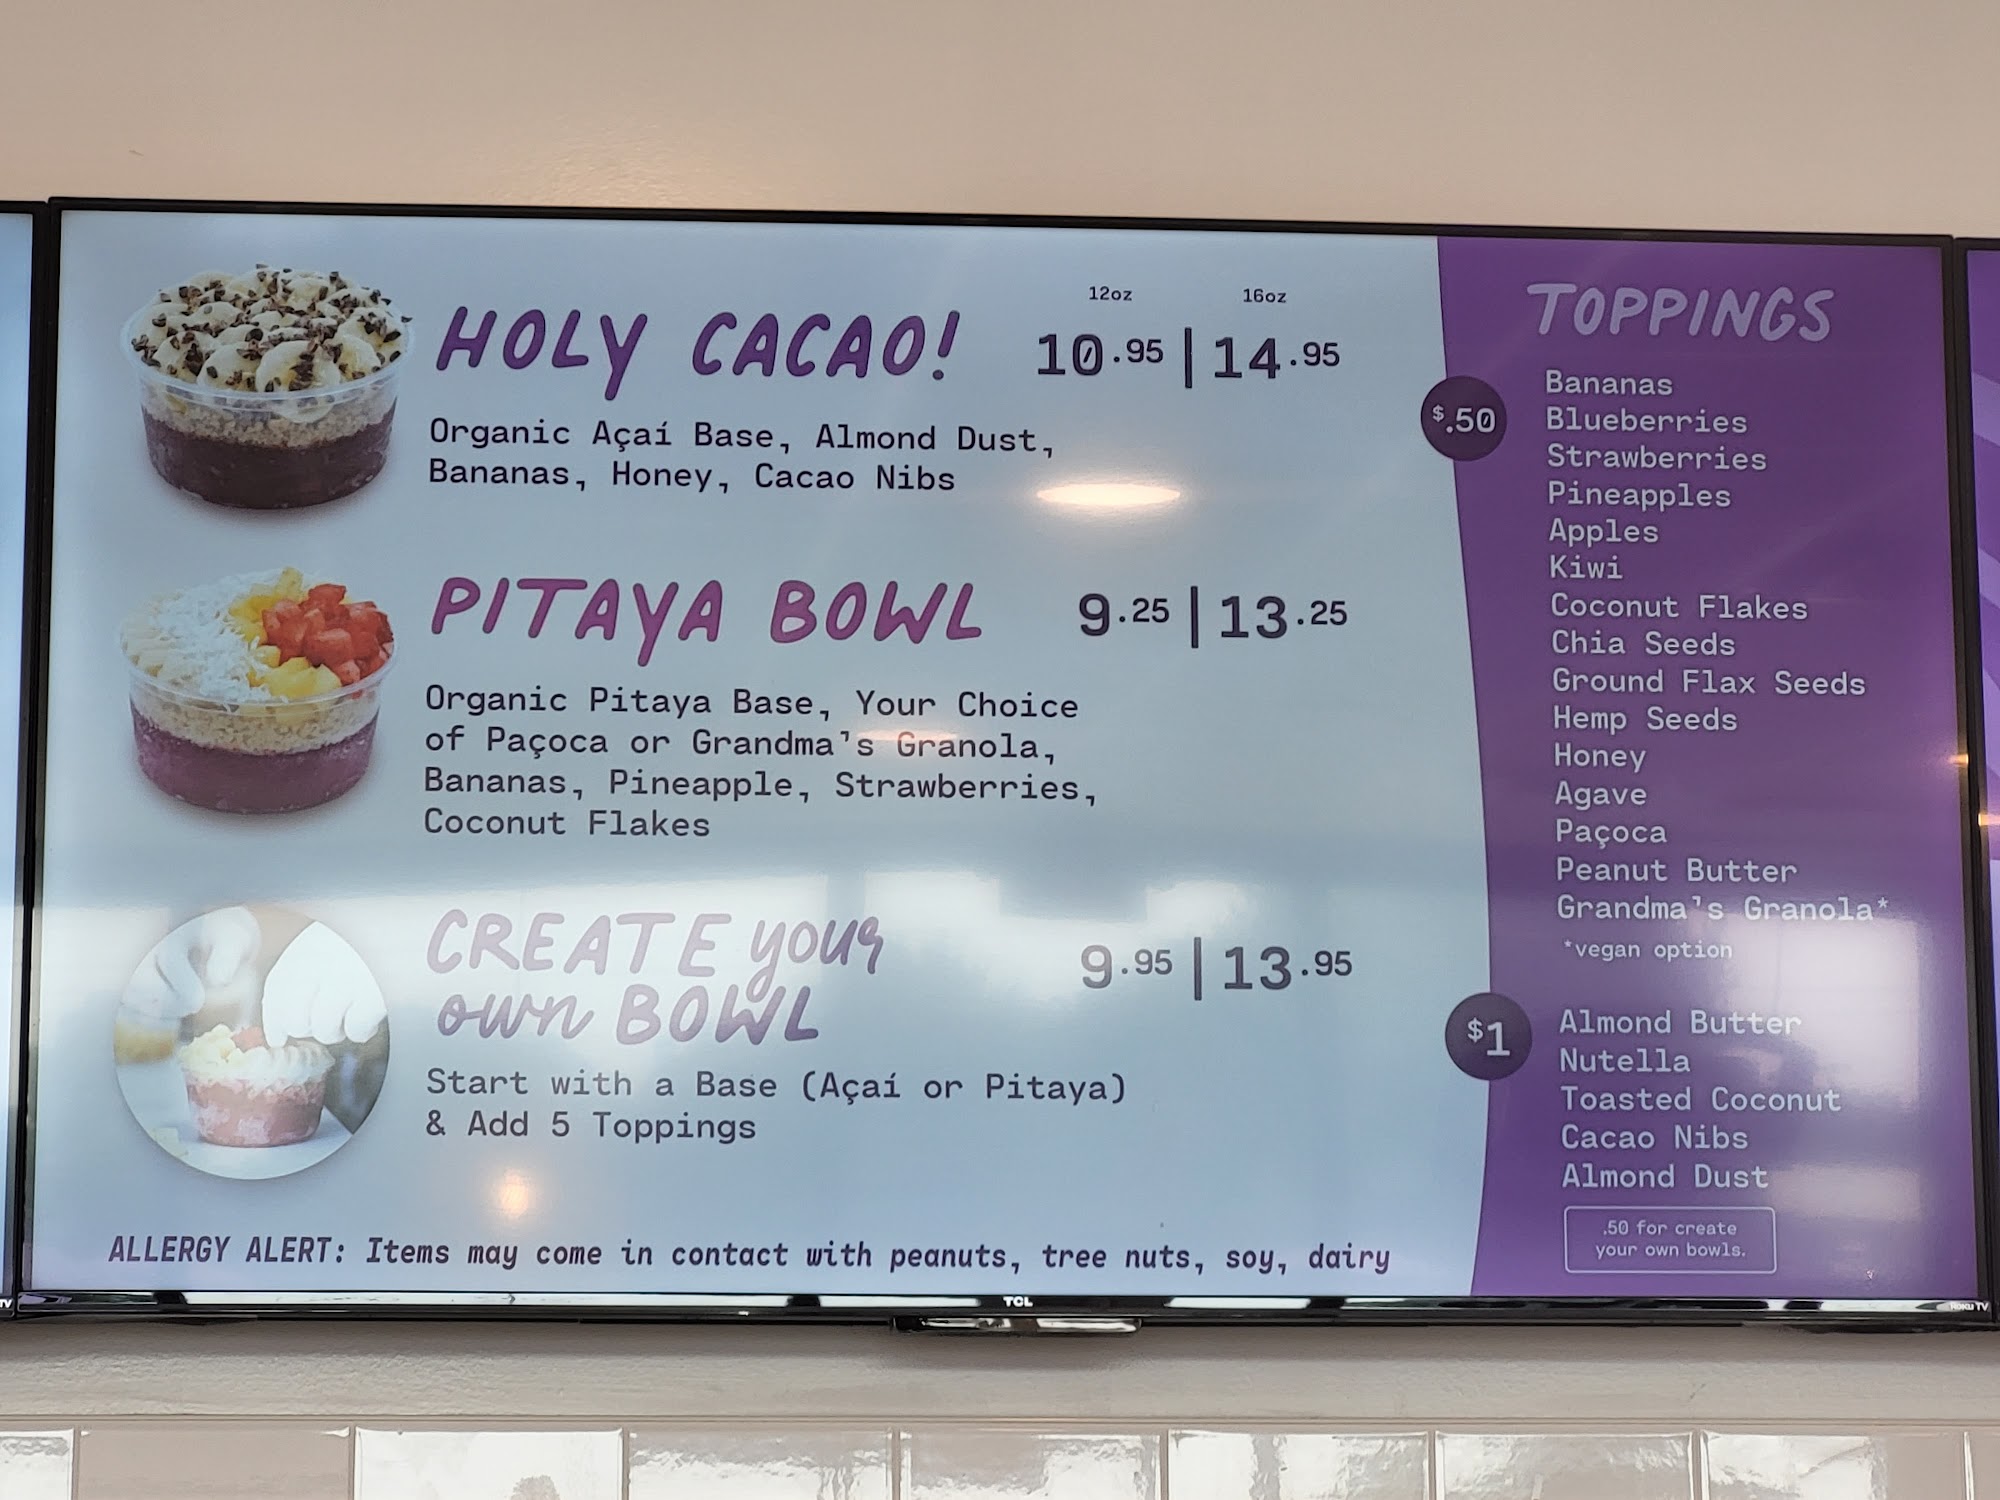 12oz 16oz
HOLY CACAO! 10.95 | 14.95
Organic Açaí Base, Almond Dust,
Bananas, Honey, Cacao Nibs
PITAYA BOWL 9.25 | 13.25
Organic Pitaya Base, Your Choice
of Paçoca or Grandma's Granola,
Bananas, Pineapple, Strawberries,
Coconut Flakes
CREATE your 9.95 | 13.95
own BOWL
Start with a Base (Açaí or Pitaya)
& Add 5 Toppings
ALLERGY ALERT: Items may come in contact with peanuts, tree nuts, soy, dairy
TOPPINGS
$.50
Bananas
Blueberries
Strawberries
Pineapples
Apples
Kiwi
Coconut Flakes
Chia Seeds
Ground Flax Seeds
Hemp Seeds
Honey
Agave
Paçoca
Peanut Butter
Grandma's Granola*
*vegan option
$1
Almond Butter
Nutella
Toasted Coconut
Cacao Nibs
Almond Dust
.50 for create
your own bowls.
TV
TCL
Roku TV